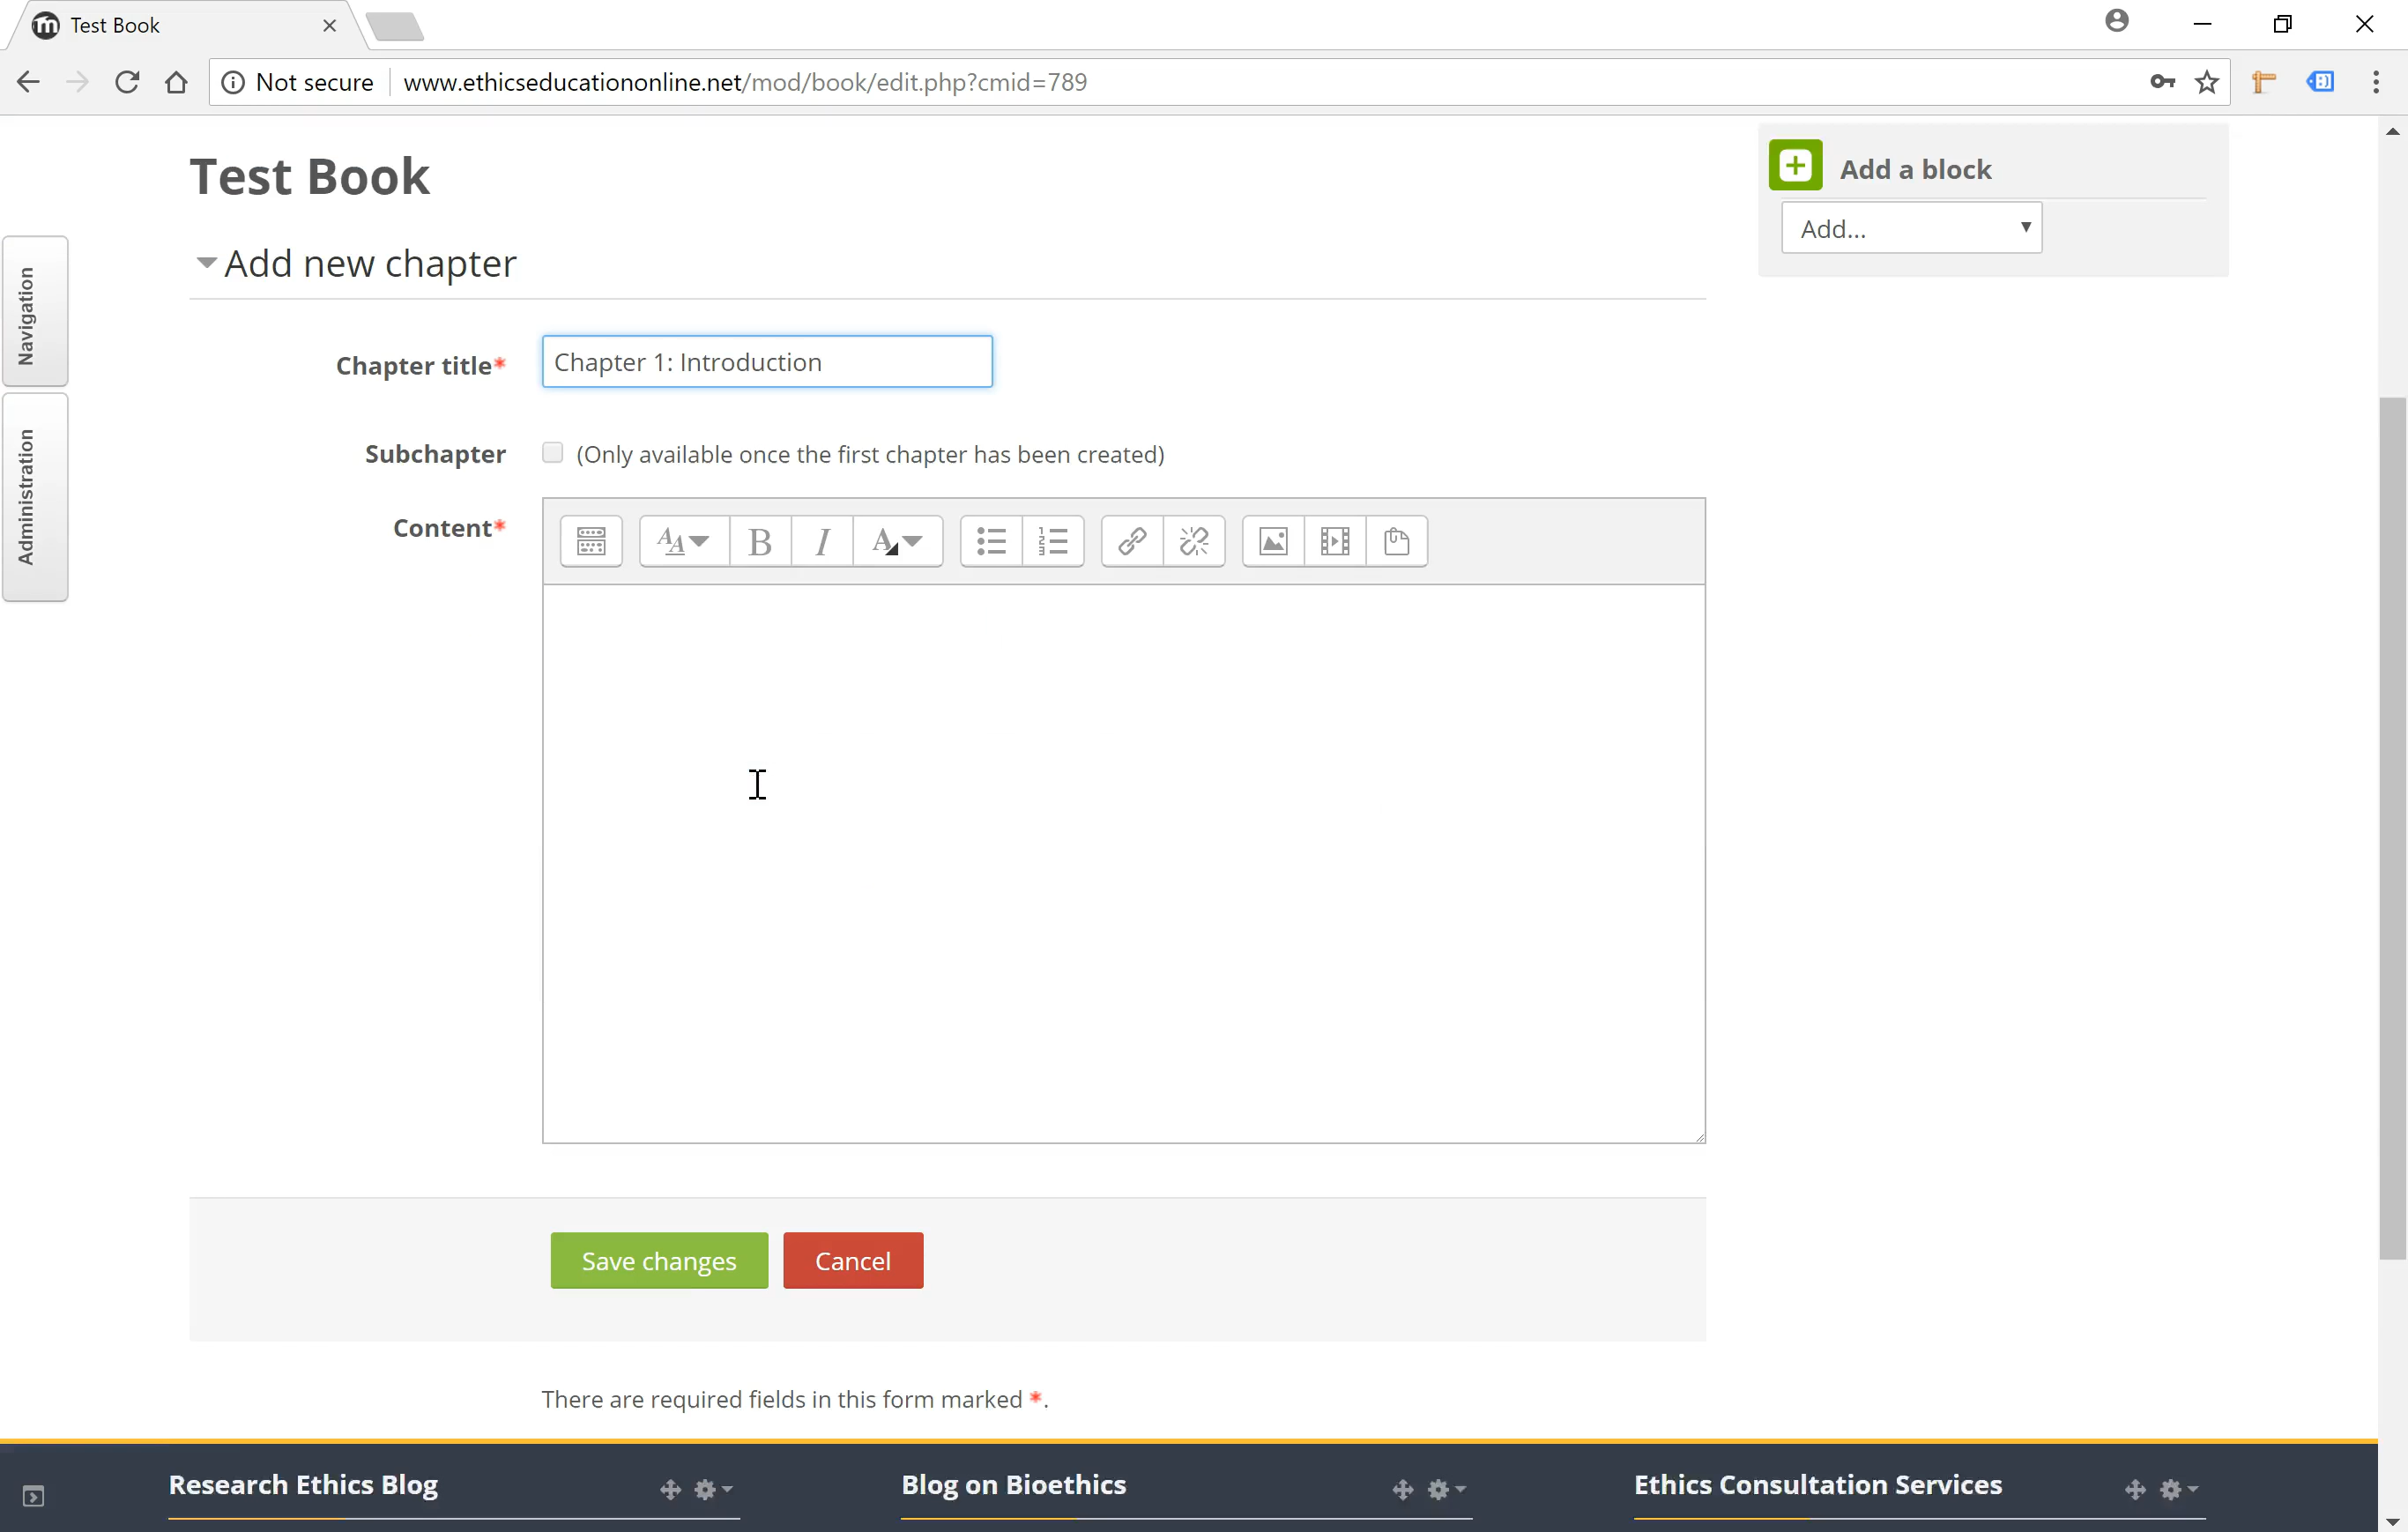 Test Book
Not secure
www.ethicseducationonline.net/mod/book/edit.php?cmid=789
Test Book
Add a block
Add...
Navigation
Administration
Add new chapter
Chapter title*
Chapter 1: Introduction
Subchapter
(Only available once the first chapter has been created)
Content*
Save changes
Cancel
There are required fields in this form marked *.
Research Ethics Blog
Blog on Bioethics
Ethics Consultation Services